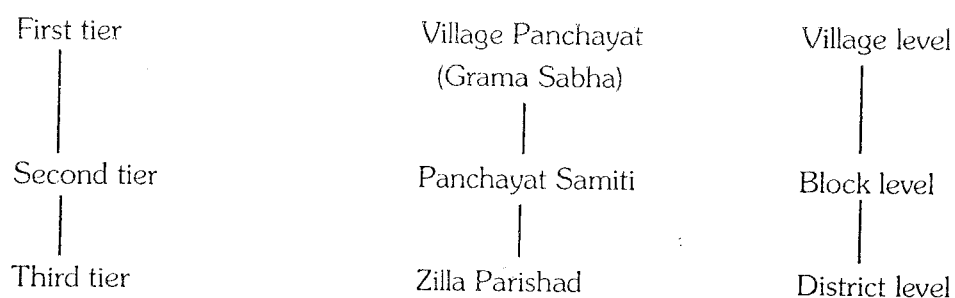 First tier
Village Panchayat
Village level
(Grama Sabha)
Second tier
Panchayat Samiti
Block level
Third tier
Zilla Parishad
District level